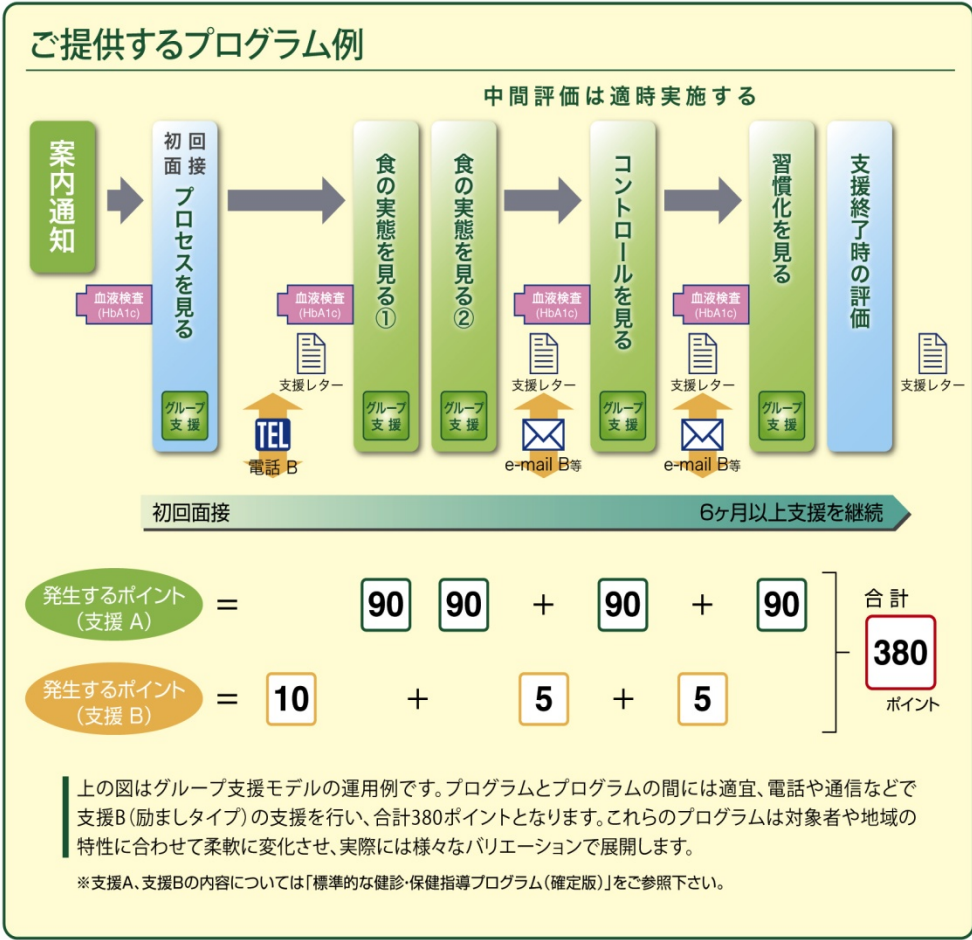 ご提供するプログラム例
中間評価は適時実施する
案内通知
初回
面接
プロセスを見る
食の実態を見る①
食の実態を見る②
コントロールを見る
習慣化を見る
支援終了時の評価
血液検査
(HbA1c)
血液検査
(HbA1c)
血液検査
(HbA1c)
血液検査
(HbA1c)
支援レター
支援レター
支援レター
支援レター
グループ
支援
グループ
支援
グループ
支援
グループ
支援
グループ
支援
TEL
電話 B
e-mail B等
e-mail B等
初回面接
6ヶ月以上支援を継続
発生するポイント
(支援 A)
= 90 90 + 90 + 90
合計
380
ポイント
発生するポイント
(支援 B)
= 10 + 5 + 5
上の図はグループ支援モデルの運用例です。プログラムとプログラムの間には適宜、電話や通信などで
支援B(励ましタイプ)の支援を行い、合計380ポイントとなります。これらのプログラムは対象者や地域の
特性に合わせて柔軟に変化させ、実際には様々なバリエーションで展開します。
※支援A、支援Bの内容については「標準的な健診・保健指導プログラム(確定版)」をご参照下さい。